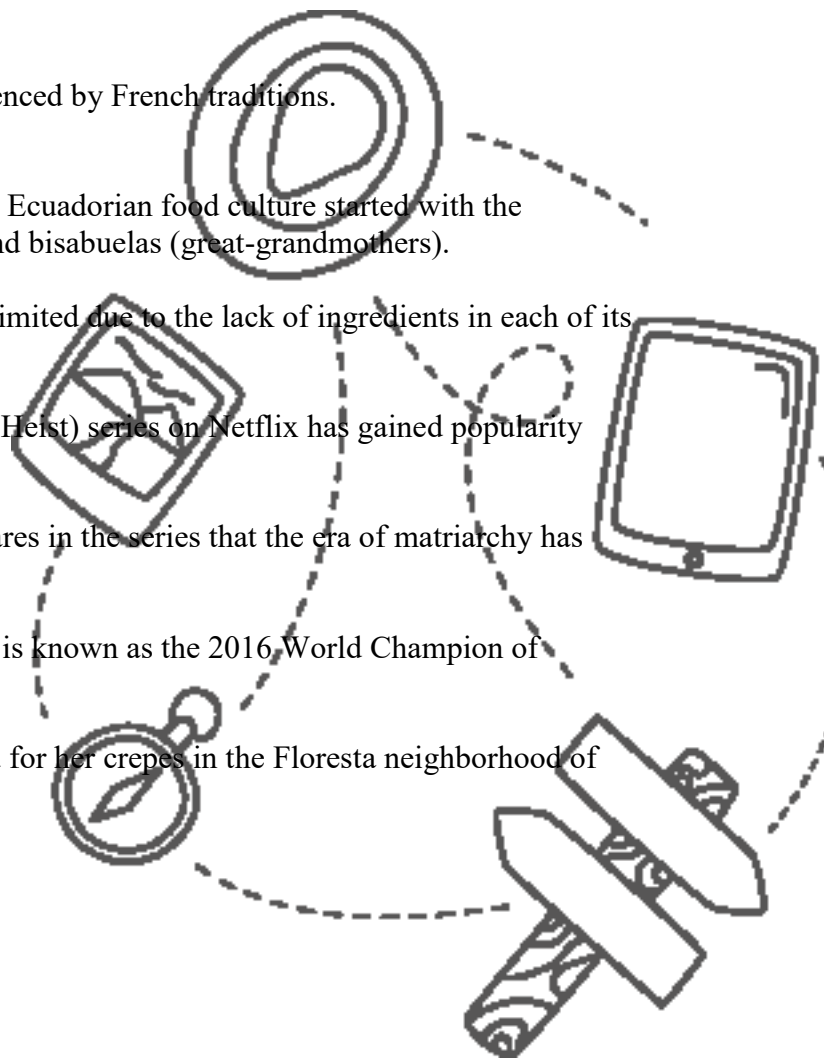 enced by French traditions.
Ecuadorian food culture started with the
nd bisabuelas (great-grandmothers).
imited due to the lack of ingredients in each of its
Heist) series on Netflix has gained popularity
ares in the series that the era of matriarchy has
is known as the 2016 World Champion of
for her crepes in the Floresta neighborhood of